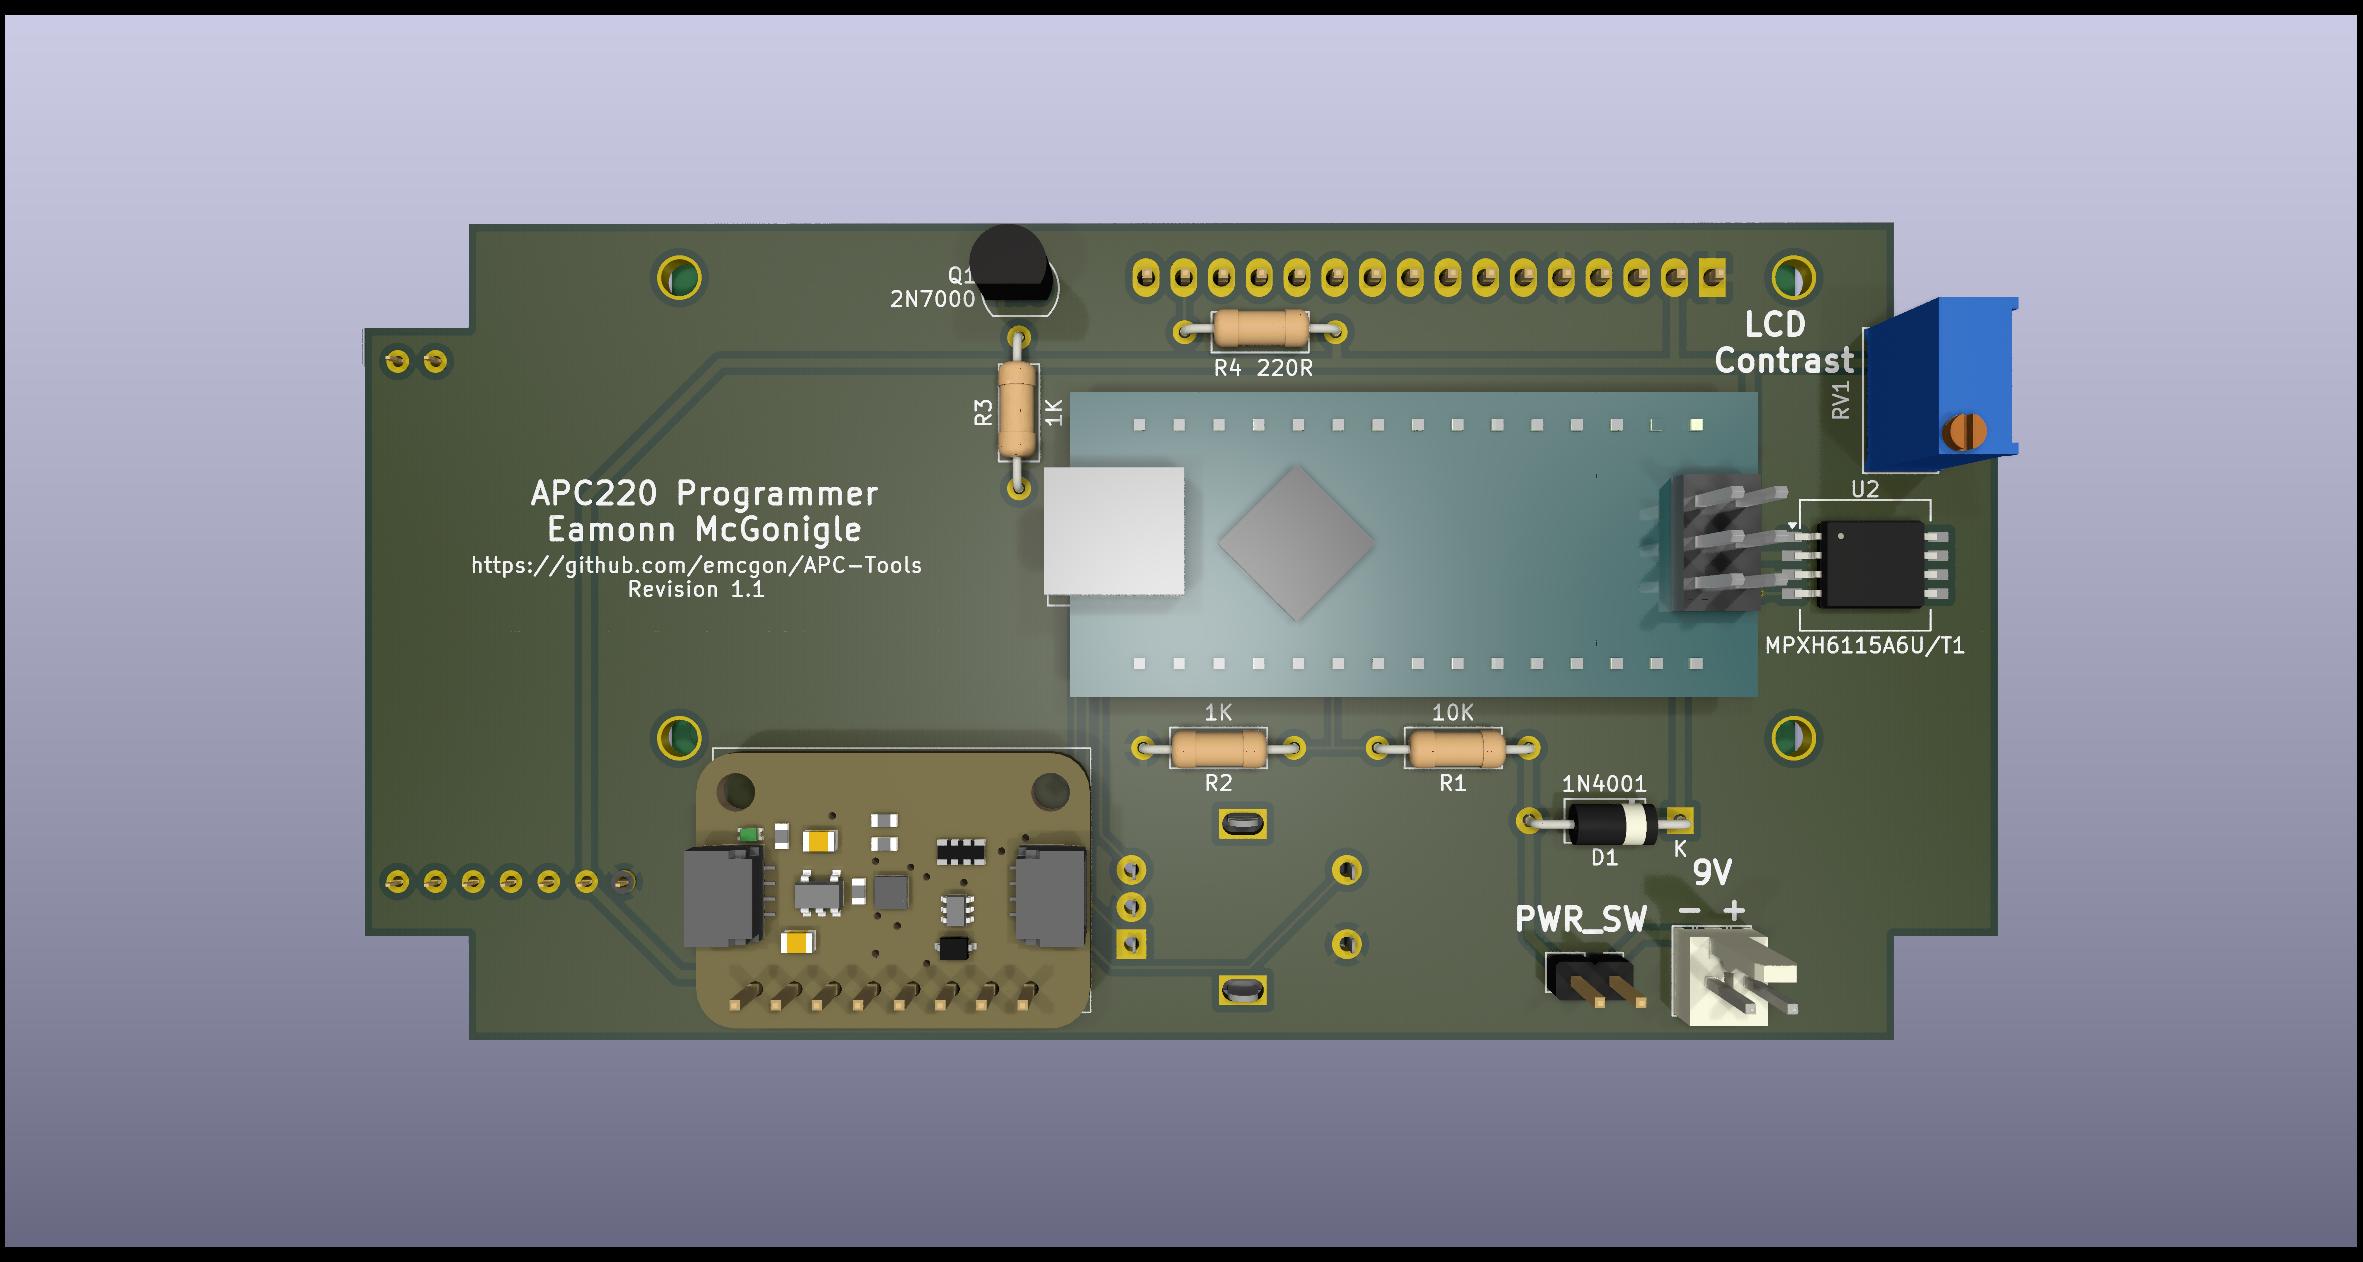 Q1
2N7000
LCD
Contrast
R4 220R
R3
1K
RV1
APC220 Programmer
Eamonn McGonigle
https://github.com/emcgon/APC-Tools
Revision 1.1
U2
MPXH6115A6U/T1
1K
10K
R2
R1
1N4001
D1
K
9V
- +
PWR_SW